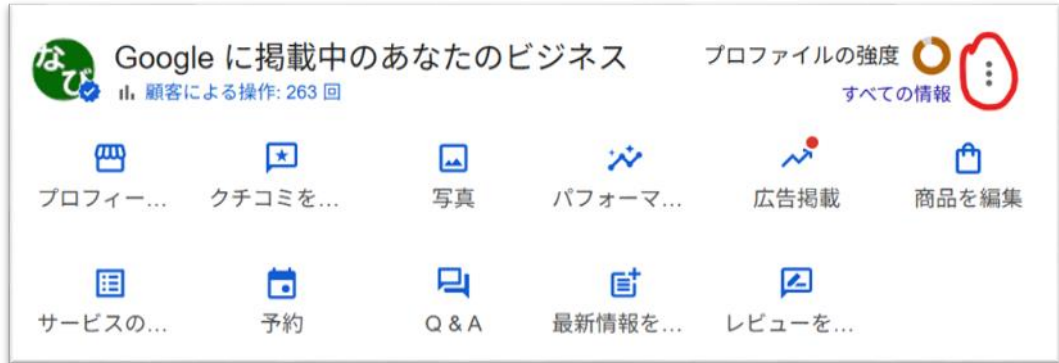 なび
Google に掲載中のあなたのビジネス
顧客による操作: 263 回
プロファイルの強度
すべての情報
プロフィー... クチコミを... 写真 パフォーマ... 広告掲載 商品を編集
サービスの... 予約 Q & A 最新情報を... レビューを...